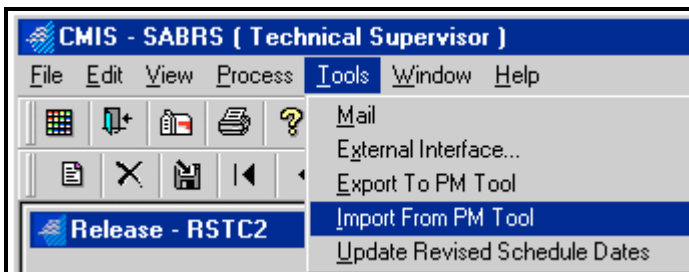 CMIS - SABRS ( Technical Supervisor )
File Edit View Process Tools Window Help
Mail
External Interface...
Export To PM Tool
Import From PM Tool
Release - RSTC2
Update Revised Schedule Dates